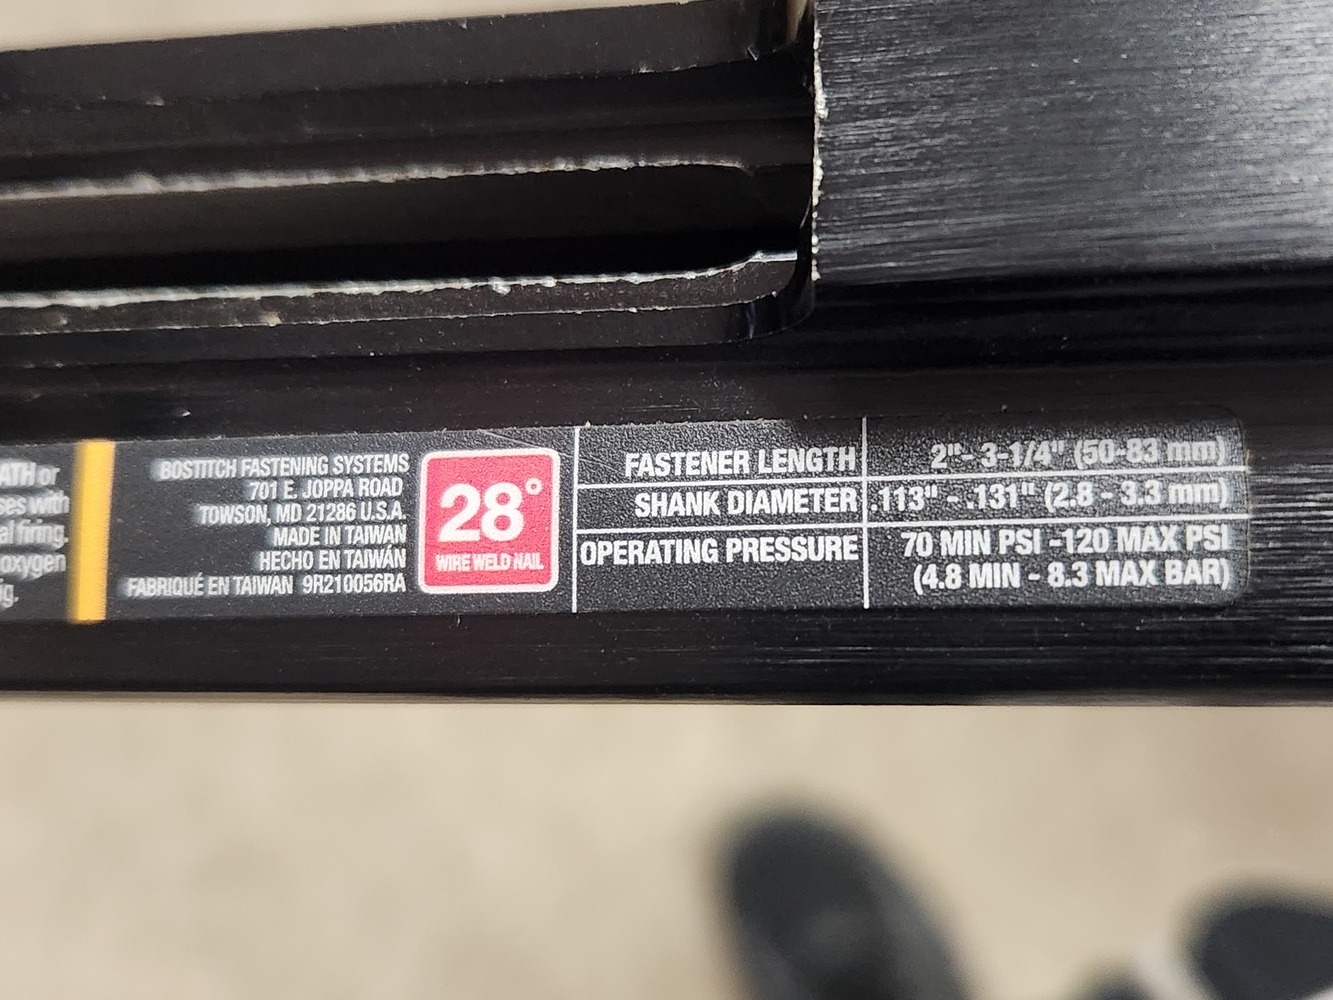 ATH or
ses with
al firing.
oxygen
BOSTITCH FASTENING SYSTEMS
701 E. JOPPA ROAD
TOWSON, MD 21286 U.S.A.
MADE IN TAIWAN
HECHO EN TAIWÁN
FABRIQUÉ EN TAIWAN 9R210056RA
28°
WIRE WELD NAIL
FASTENER LENGTH 2"- 3-1/4" (50-83 mm)
SHANK DIAMETER .113" - .131" (2.8 - 3.3 mm)
OPERATING PRESSURE 70 MIN PSI -120 MAX PSI
(4.8 MIN - 8.3 MAX BAR)